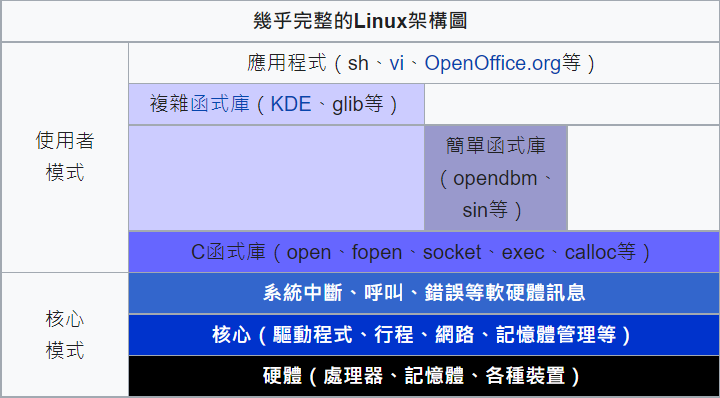 幾乎完整的Linux架構圖
使用者
模式
應用程式（sh、vi、OpenOffice.org等）
複雜函式庫（KDE、glib等）
簡單函式庫
（opendbm、
sin等）
C函式庫（open、fopen、socket、exec、calloc等）
核心
模式
系統中斷、呼叫、錯誤等軟硬體訊息
核心（驅動程式、行程、網路、記憶體管理等）
硬體（處理器、記憶體、各種裝置）